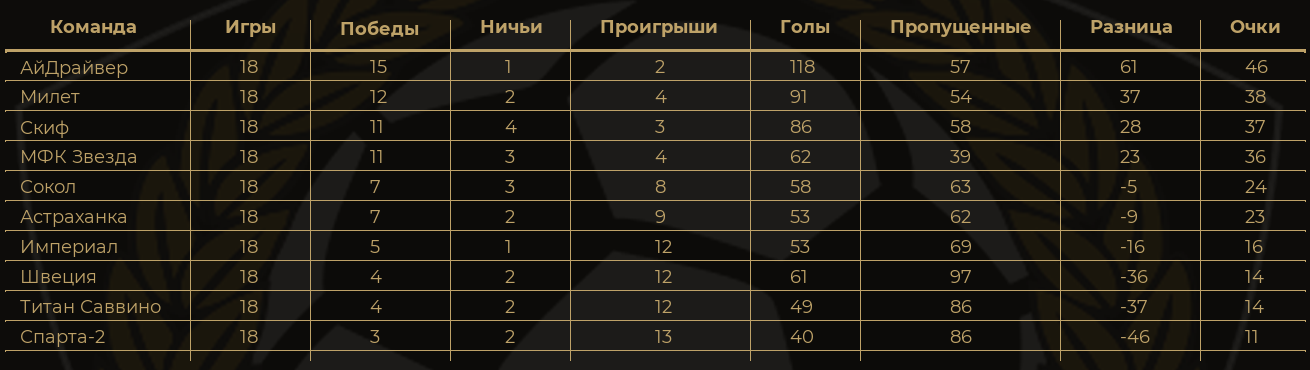 Команда Игры Победы Ничьи Проигрыши Голы Пропущенные Разница Очки
АйДрайвер 18 15 1 2 118 57 61 46
Милет 18 12 2 4 91 54 37 38
Скиф 18 11 4 3 86 58 28 37
МФК Звезда 18 11 3 4 62 39 23 36
Сокол 18 7 3 8 58 63 -5 24
Астраханка 18 7 2 9 53 62 -9 23
Империал 18 5 1 12 53 69 -16 16
Швеция 18 4 2 12 61 97 -36 14
Титан Саввино 18 4 2 12 49 86 -37 14
Спарта-2 18 3 2 13 40 86 -46 11